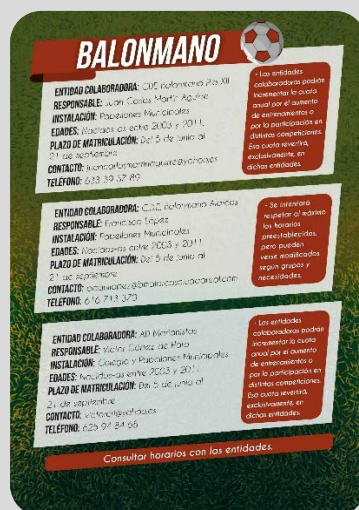 BALONMANO
ENTIDAD COLABORADORA: CDE Balonmano Pío XII
RESPONSABLE: Juan Carlos Martín Aguirre
INSTALACIÓN: Pabellones Municipales
EDADES: Nacidos-as entre 2003 y 2011.
PLAZO DE MATRICULACIÓN: Del 5 de junio al
21 de septiembre
CONTACTO:
TELÉFONO: 633 39 57 89
• Las entidades
colaboradoras podrán
incrementar la cuota
anual por el aumento
de entrenamientos o
por la participación en
distintas competiciones.
Esa cuota revertirá,
exclusivamente, en
dichas entidades.
ENTIDAD COLABORADORA: CDE Balonmano Alarcos
RESPONSABLE: Francisco López
INSTALACIÓN: Pabellones Municipales
EDADES: Nacidos-as entre 2003 y 2011
PLAZO DE MATRICULACIÓN: Del 5 de junio al
21 de septiembre
CONTACTO:
TELÉFONO: 616 713 370
• Se intentará
respetar al máximo
los horarios
preestablecidos,
pero pueden
verse modificados
según grupos y
necesidades.
ENTIDAD COLABORADORA: AD Marianistas
RESPONSABLE: Víctor Gómez de Haro
INSTALACIÓN: Colegio y Pabellones Municipales
EDADES: Nacidos-as entre 2003 y 2011
PLAZO DE MATRICULACIÓN: Del 5 de junio al
21 de septiembre
CONTACTO:
TELÉFONO: 625 94 84 66
• Las entidades
colaboradoras podrán
incrementar la cuota
anual por el aumento
de entrenamientos o
por la participación en
distintas competiciones.
Esa cuota revertirá,
exclusivamente, en
dichas entidades.
Consultar horarios con las entidades.